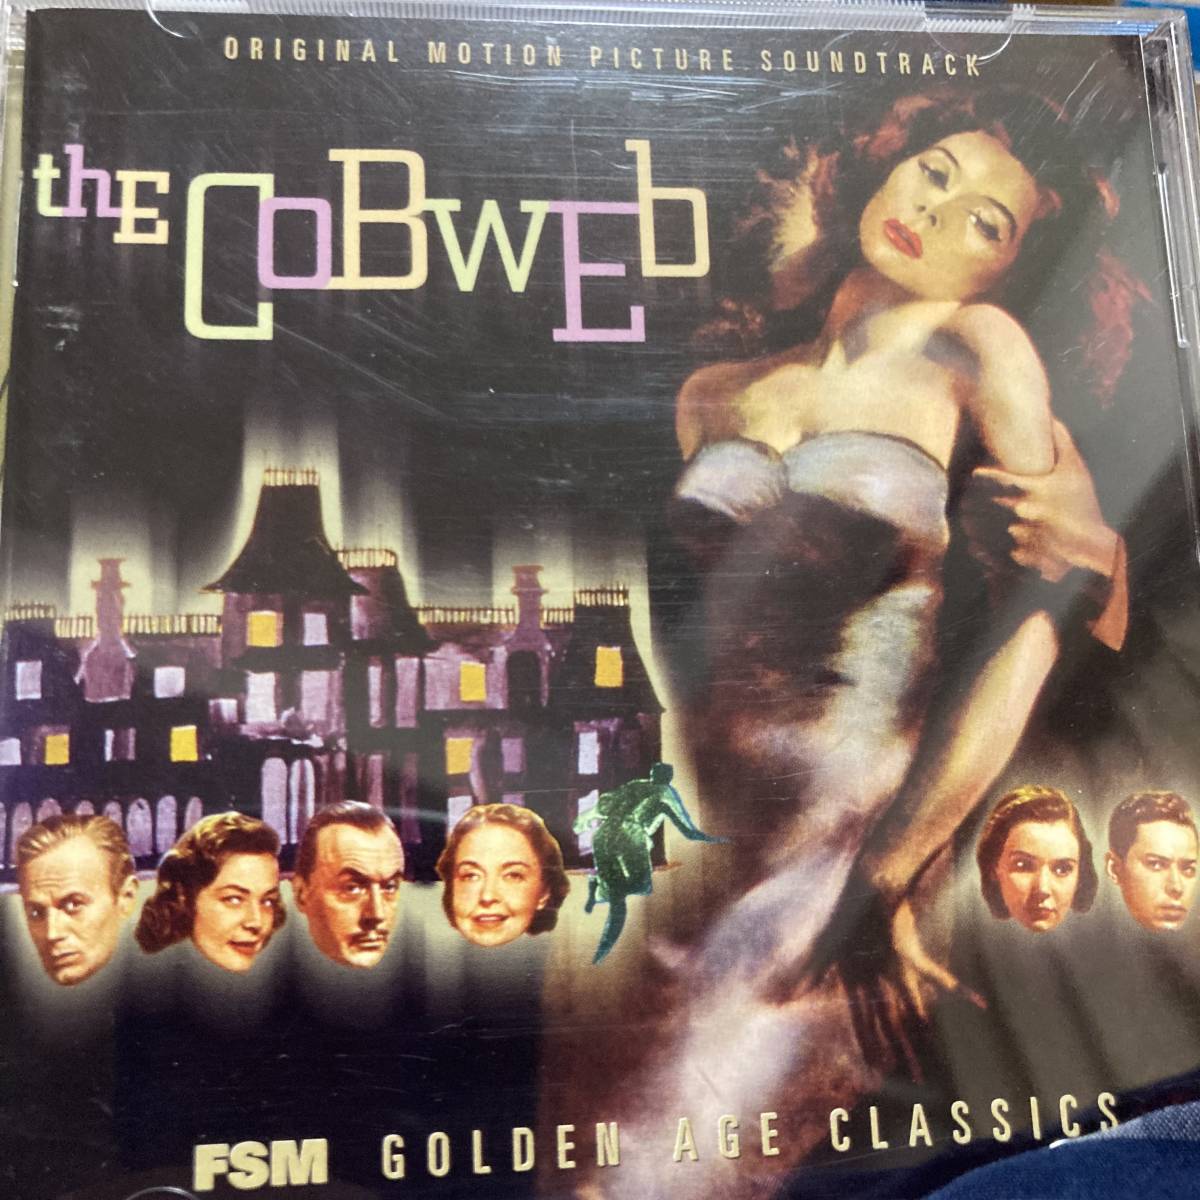 ORIGINAL MOTION PICTURE SOUNDTRACK
thE CoBwEb
FSM GOLDEN AGE CLASSICS